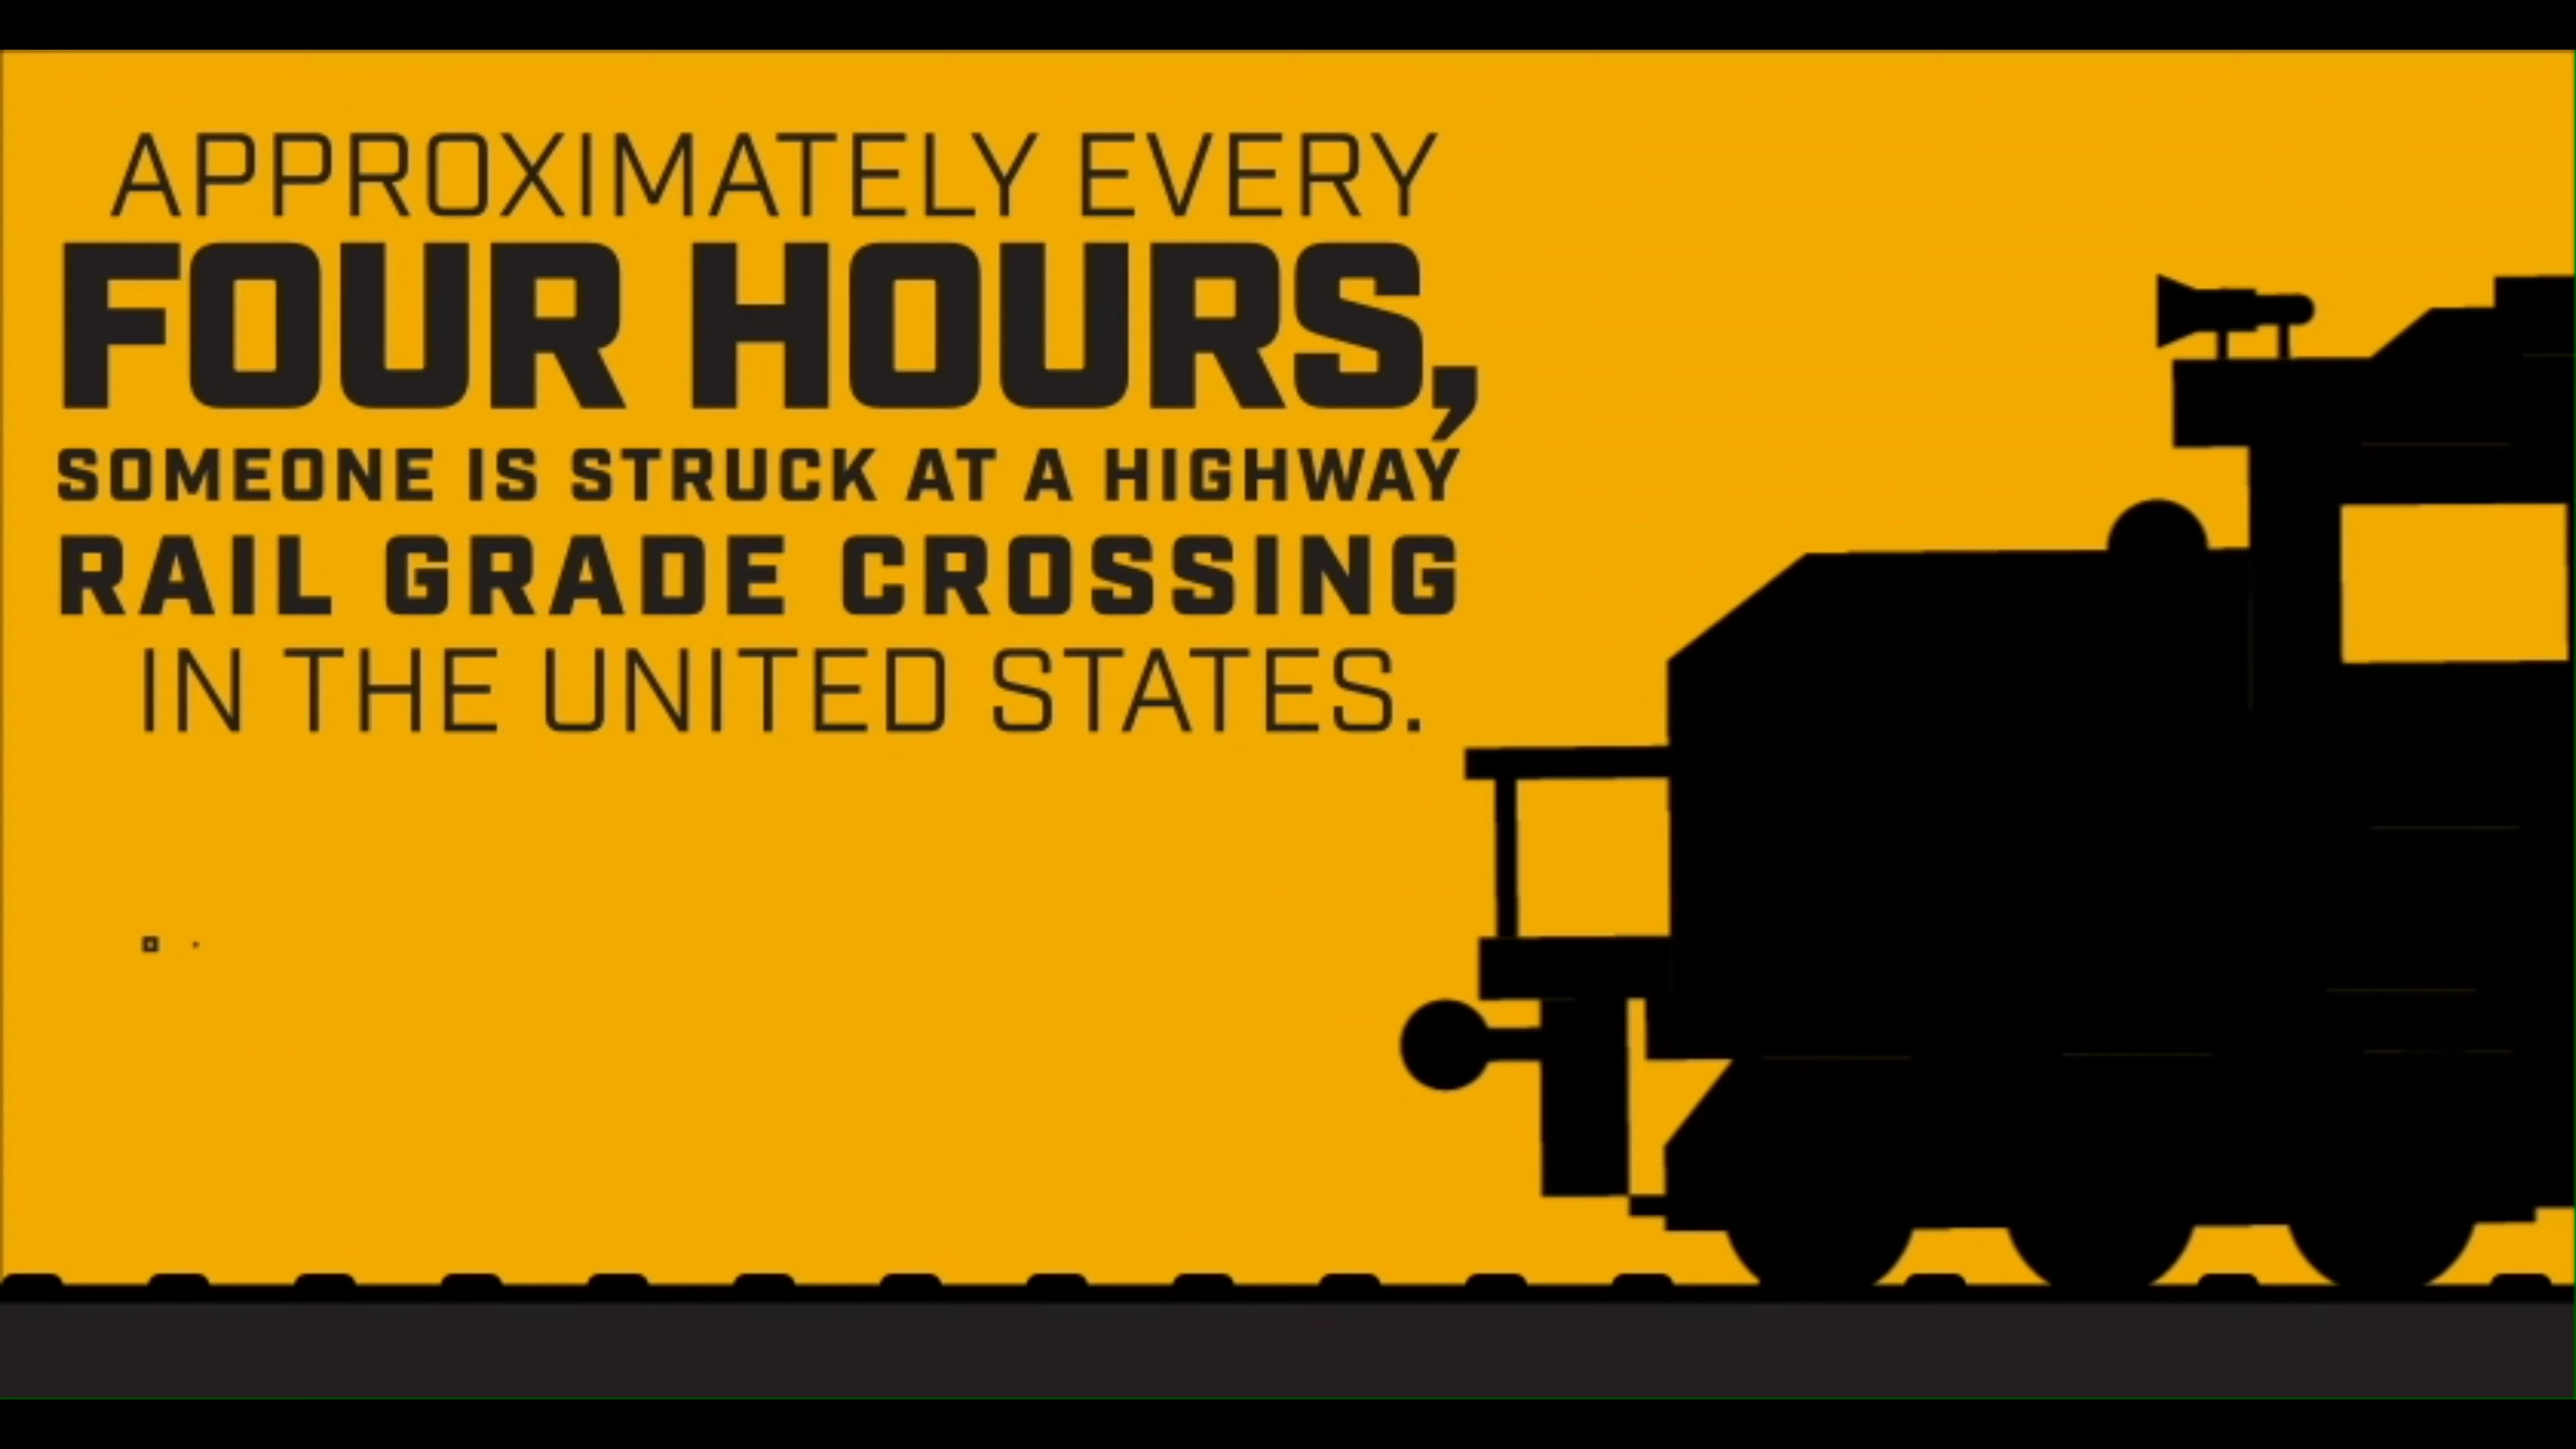 APPROXIMATELY EVERY
FOUR HOURS,
SOMEONE IS STRUCK AT A HIGHWAY
RAIL GRADE CROSSING
IN THE UNITED STATES.